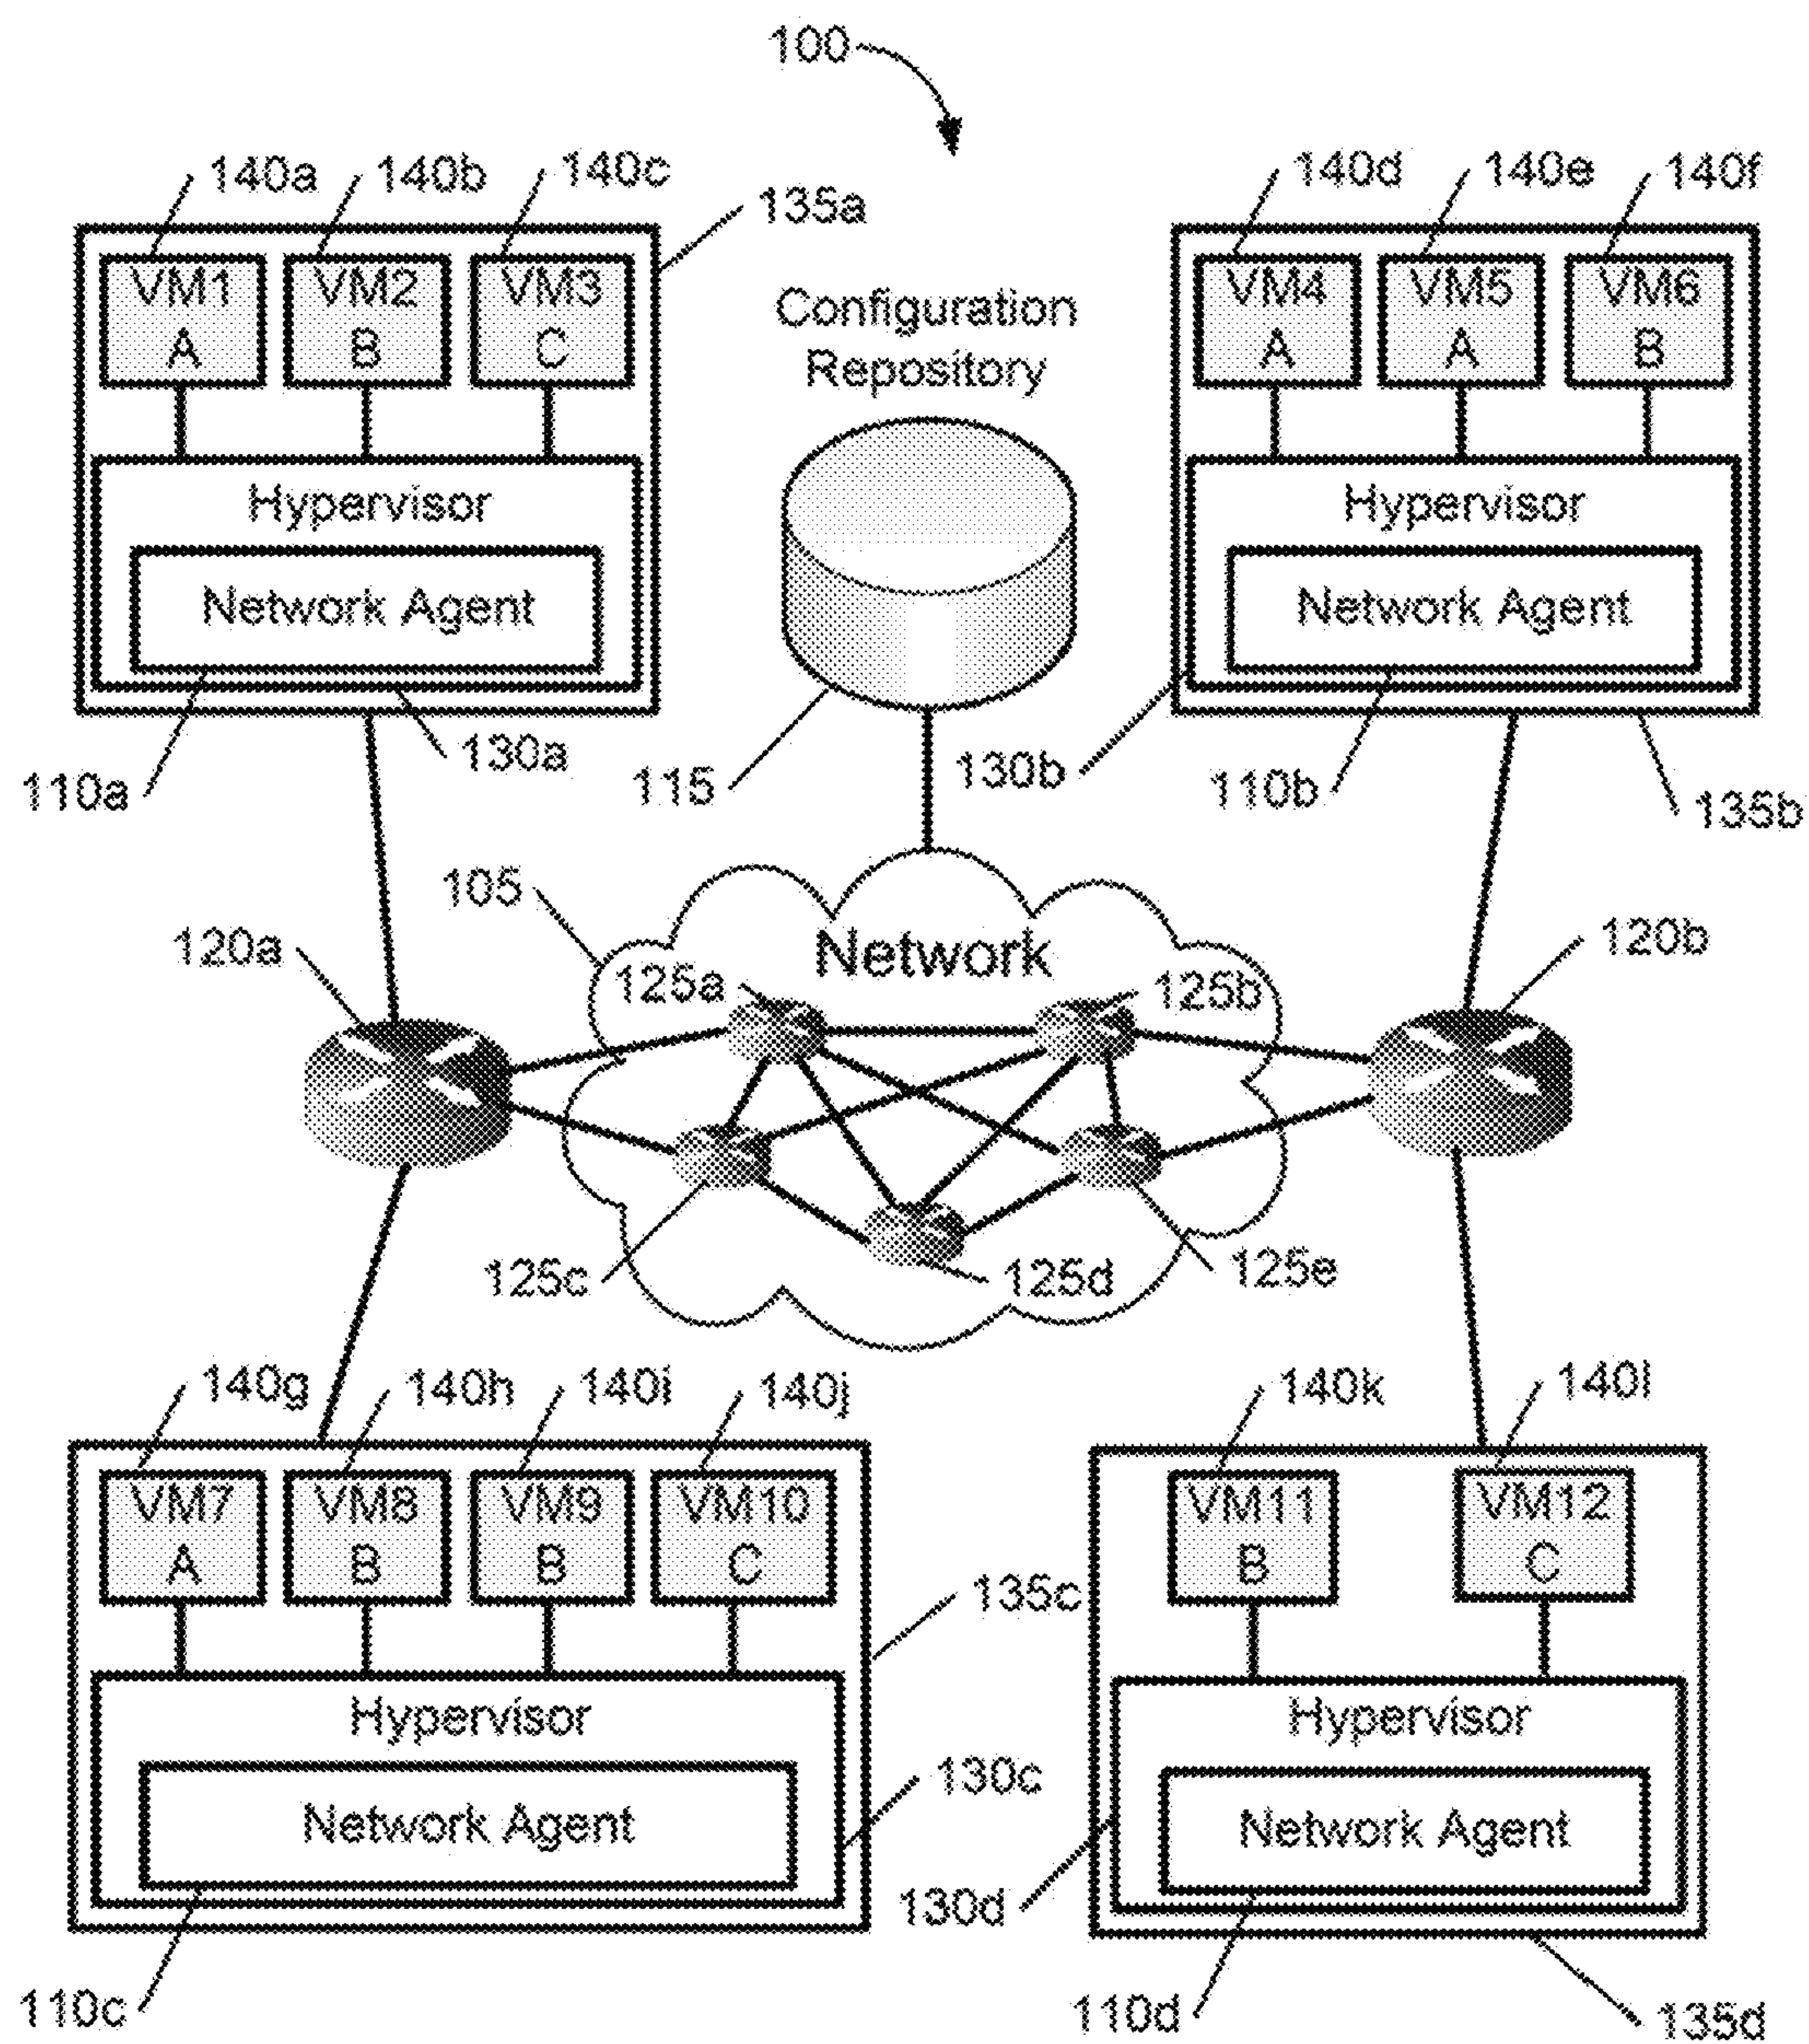 100
140a
140b
140c
135a
140d
140e
140f
VM1
A
VM2
B
VM3
C
Configuration
Repository
VM4
A
VM5
A
VM6
B
Hypervisor
Network Agent
Hypervisor
Network Agent
110a
130a
115
130b
110b
135b
105
120a
Network
120b
125a
125b
125c
125d
125e
140g
140h
140i
140j
140k
140l
VM7
A
VM8
B
VM9
B
VM10
C
135c
VM11
B
VM12
C
Hypervisor
Network Agent
130c
Hypervisor
Network Agent
130d
110c
110d
135d